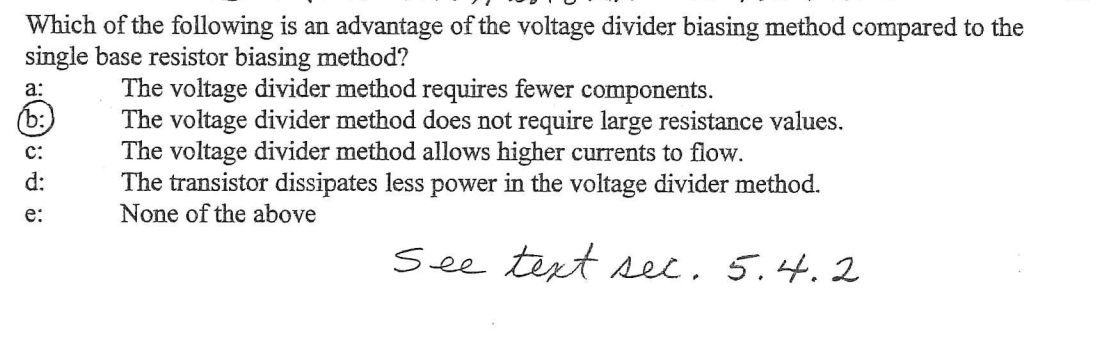 Which of the following is an advantage of the voltage divider biasing method compared to the
single base resistor biasing method?
a: The voltage divider method requires fewer components.
b: The voltage divider method does not require large resistance values.
c: The voltage divider method allows higher currents to flow.
d: The transistor dissipates less power in the voltage divider method.
e: None of the above
See text sec. 5.4.2